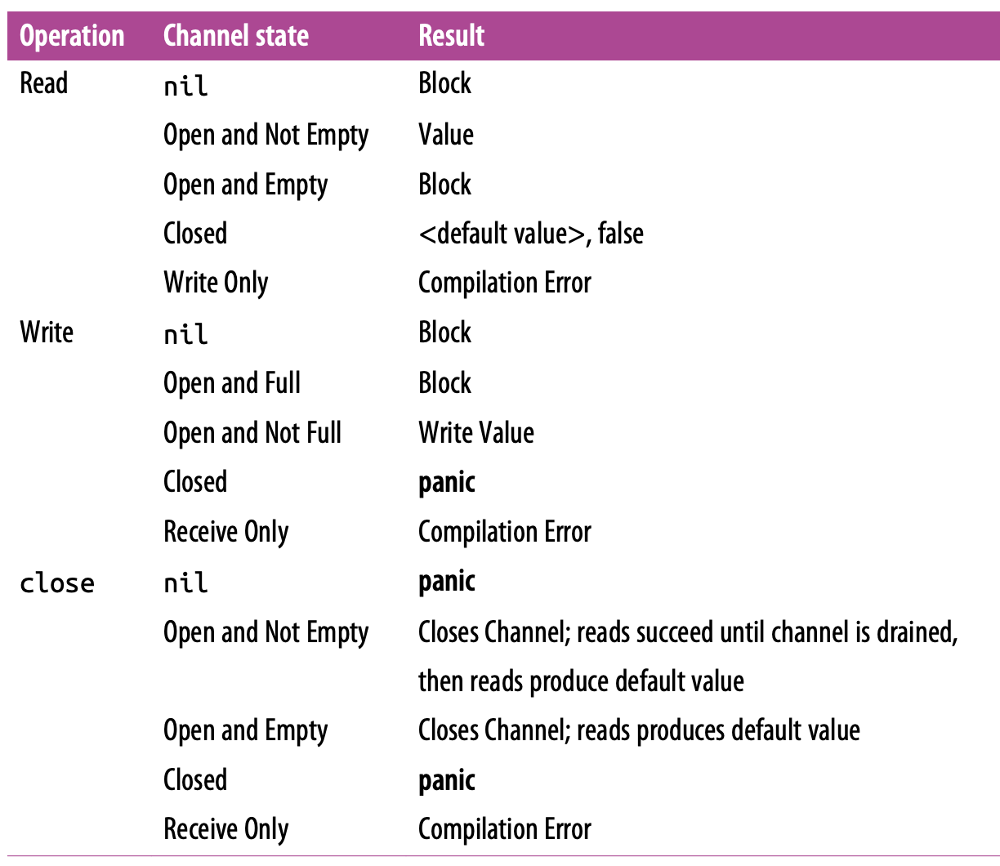 Operation Channel state Result
Read nil Block
Open and Not Empty Value
Open and Empty Block
Closed <default value>, false
Write Only Compilation Error
Write nil Block
Open and Full Block
Open and Not Full Write Value
Closed panic
Receive Only Compilation Error
close nil panic
Open and Not Empty Closes Channel; reads succeed until channel is drained,
then reads produce default value
Open and Empty Closes Channel; reads produces default value
Closed panic
Receive Only Compilation Error